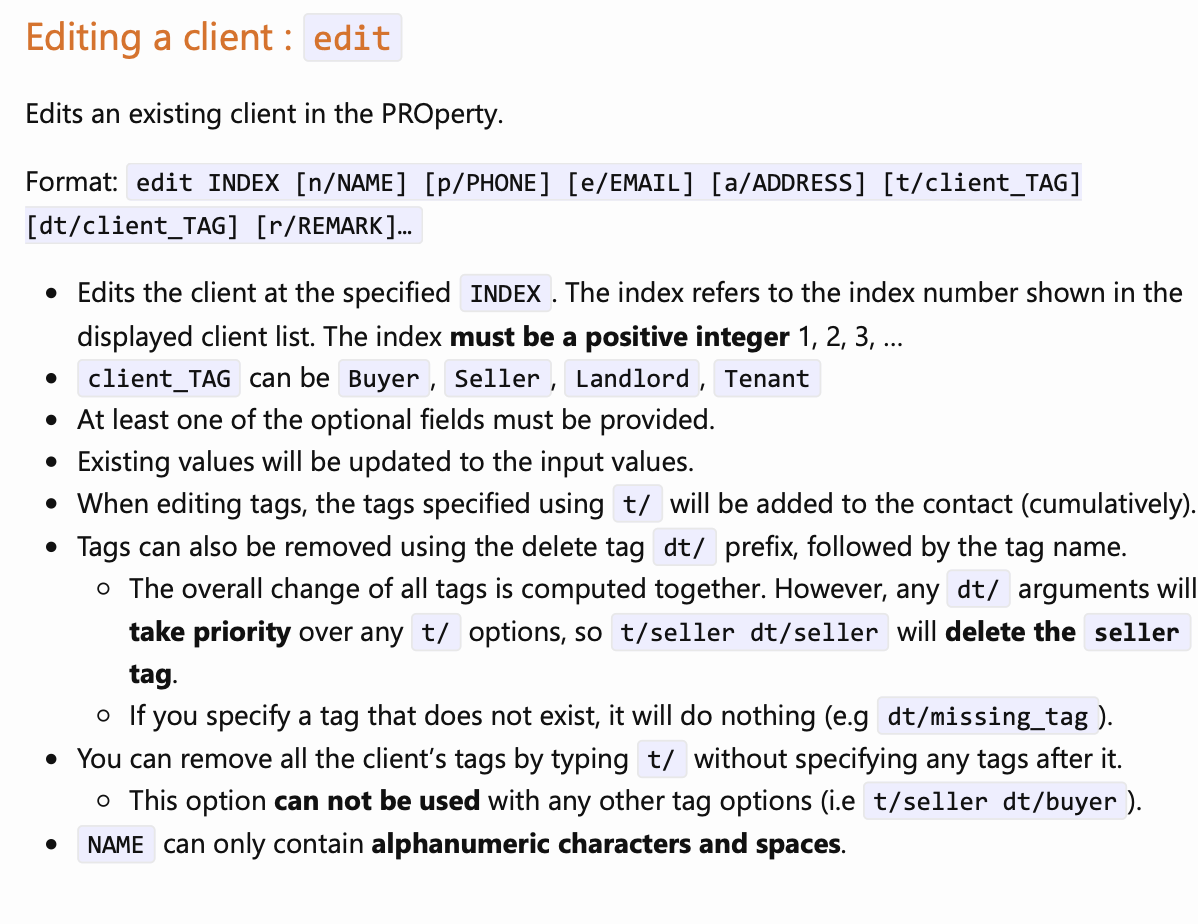 Editing a client : edit
Edits an existing client in the PROperty.
Format: edit INDEX [n/NAME] [p/PHONE] [e/EMAIL] [a/ADDRESS] [t/client_TAG]
[dt/client_TAG] [r/REMARK]…
• Edits the client at the specified INDEX . The index refers to the index number shown in the
displayed client list. The index must be a positive integer 1, 2, 3, …
• client_TAG can be Buyer , Seller , Landlord , Tenant
• At least one of the optional fields must be provided.
• Existing values will be updated to the input values.
• When editing tags, the tags specified using t/ will be added to the contact (cumulatively).
• Tags can also be removed using the delete tag dt/ prefix, followed by the tag name.
◦ The overall change of all tags is computed together. However, any dt/ arguments will
take priority over any t/ options, so t/seller dt/seller will delete the seller
tag.
◦ If you specify a tag that does not exist, it will do nothing (e.g dt/missing_tag ).
• You can remove all the client’s tags by typing t/ without specifying any tags after it.
◦ This option can not be used with any other tag options (i.e t/seller dt/buyer ).
• NAME can only contain alphanumeric characters and spaces.